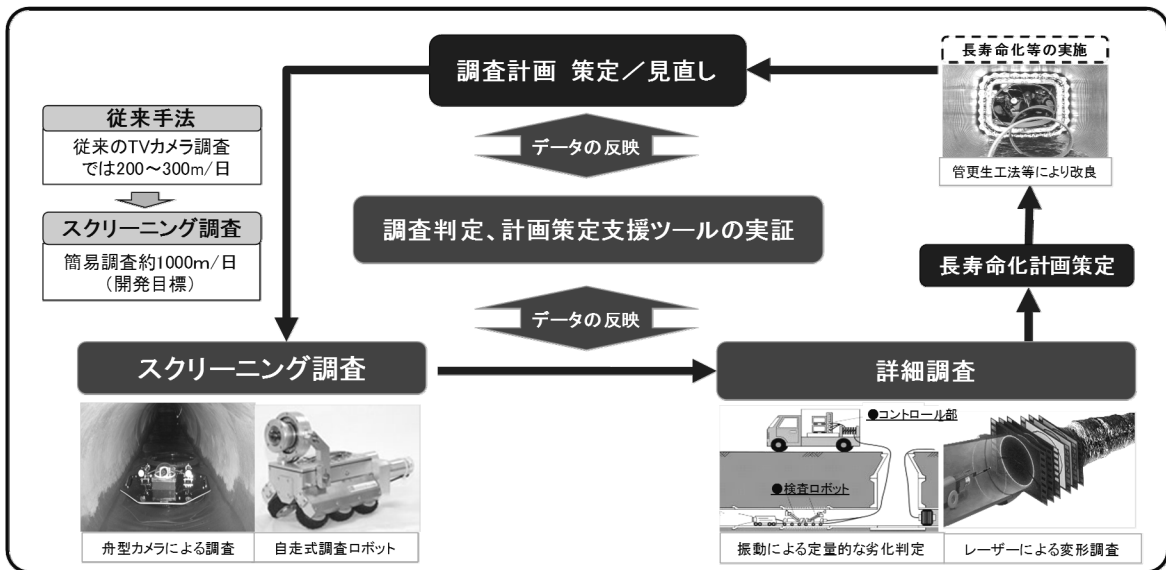 調査計画 策定／見直し
長寿命化等の実施
管更生工法等により改良
従来手法
従来のTVカメラ調査
では200～300m/日
スクリーニング調査
簡易調査約1000m/日
（開発目標）
データの反映
調査判定、計画策定支援ツールの実証
長寿命化計画策定
データの反映
スクリーニング調査
詳細調査
●コントロール部
●検査ロボット
舟型カメラによる調査
自走式調査ロボット
振動による定量的な劣化判定
レーザーによる変形調査